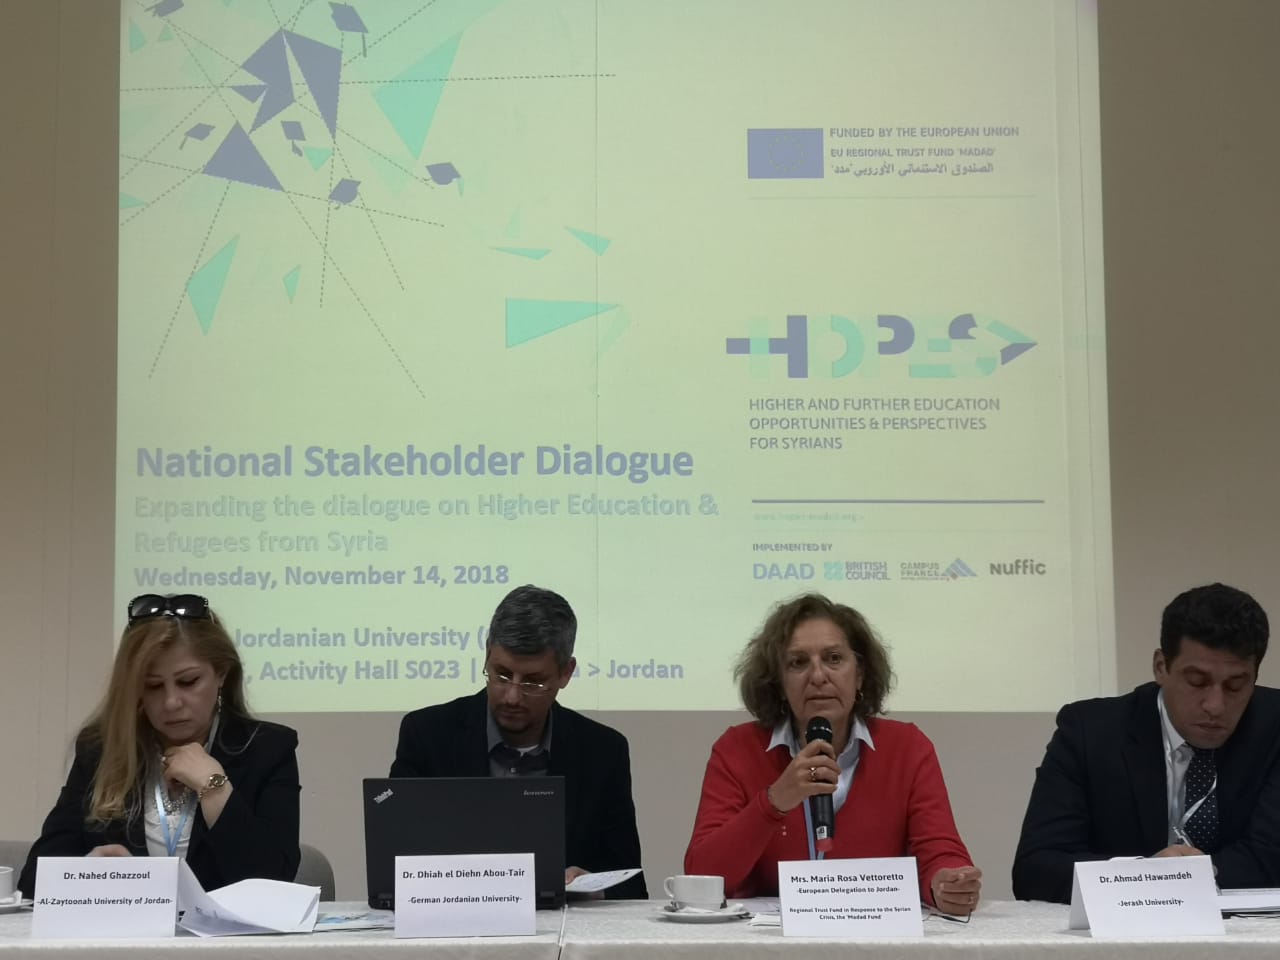 FUNDED BY THE EUROPEAN UNION
EU REGIONAL TRUST FUND 'MADAD'
الصندوق الاستئماني الأوروبي 'مدد'
HOPES
HIGHER AND FURTHER EDUCATION
OPPORTUNITIES & PERSPECTIVES
FOR SYRIANS
National Stakeholder Dialogue
Expanding the dialogue on Higher Education &
Refugees from Syria
Wednesday, November 14, 2018
Jordanian University
Activity Hall S023 | > Jordan
IMPLEMENTED BY
DAAD
BRITISH
COUNCIL
CAMPUS
FRANCE
nuffic
ThinkPad
lenovo
Dr. Nahed Ghazzoul
-Al-Zaytoonah University of Jordan-
Dr. Dhiah el Diehn Abou-Tair
-German Jordanian University-
Mrs. Maria Rosa Vettoretto
-European Delegation to Jordan-
Regional Trust Fund in Response to the Syrian
Crisis, the 'Madad Fund
Dr. Ahmad Hawamdeh
-Jerash University-